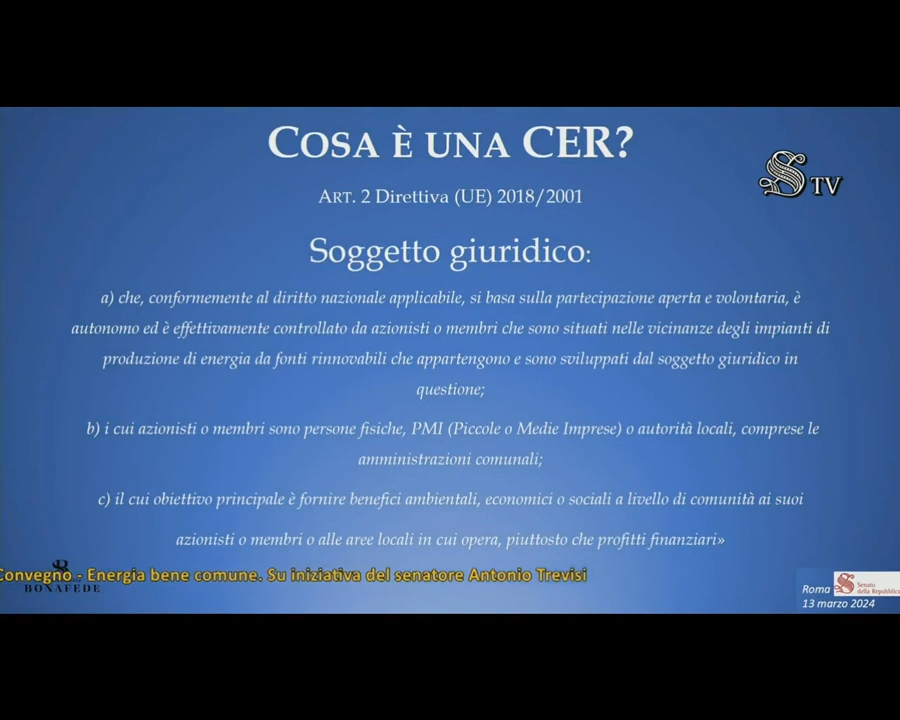 COSA È UNA CER?
S TV
ART. 2 Direttiva (UE) 2018/2001
Soggetto giuridico:
a) che, conformemente al diritto nazionale applicabile, si basa sulla partecipazione aperta e volontaria, è
autonomo ed è effettivamente controllato da azionisti o membri che sono situati nelle vicinanze degli impianti di
produzione di energia da fonti rinnovabili che appartengono e sono sviluppati dal soggetto giuridico in
questione;
b) i cui azionisti o membri sono persone fisiche, PMI (Piccole o Medie Imprese) o autorità locali, comprese le
amministrazioni comunali;
c) il cui obiettivo principale è fornire benefici ambientali, economici o sociali a livello di comunità ai suoi
azionisti o membri o alle aree locali in cui opera, piuttosto che profitti finanziari»
Convegno - Energia bene comune. Su iniziativa del senatore Antonio Trevisi
BONAFEDE
Roma
Senato
della Repubblica
13 marzo 2024